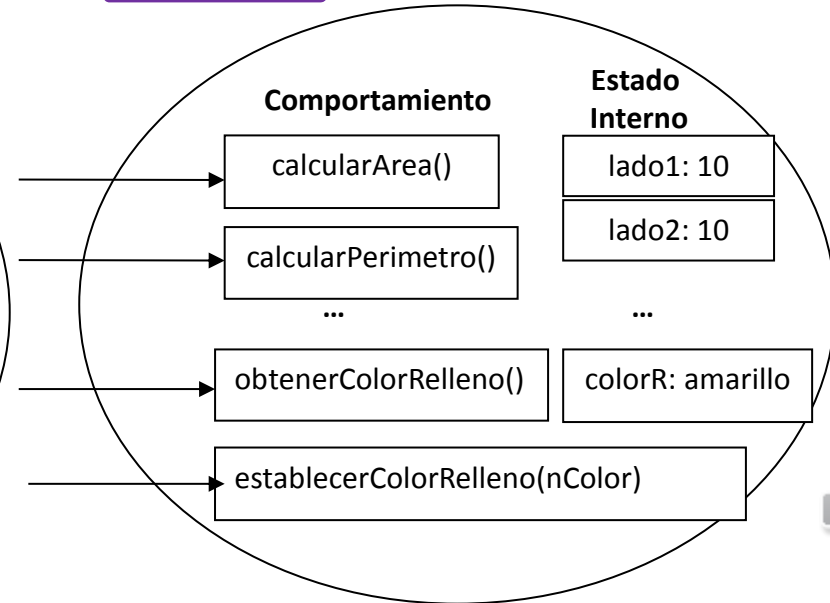 Comportamiento
Estado
Interno
calcularArea()
lado1: 10
calcularPerimetro()
lado2: 10
...
...
obtenerColorRelleno()
colorR: amarillo
establecerColorRelleno(nColor)